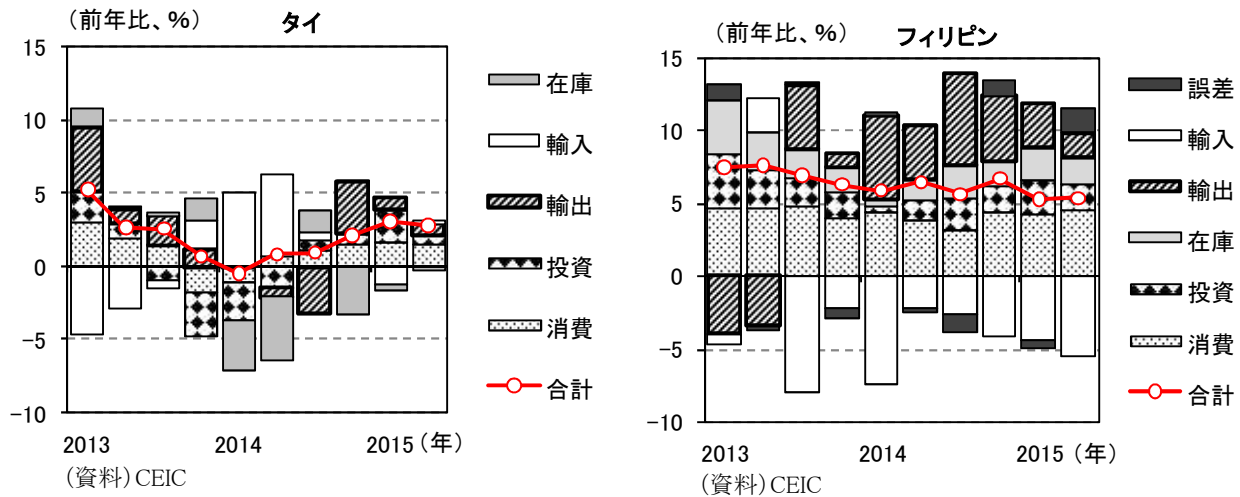 (前年比、%)
タイ
15
10
5
0
-5
-10
2013
2014
2015
(年)
在庫
輸入
輸出
投資
消費
合計
(資料)CEIC
(前年比、%)
フィリピン
15
10
5
0
-5
-10
2013
2014
2015
(年)
誤差
輸入
輸出
在庫
投資
消費
合計
(資料)CEIC